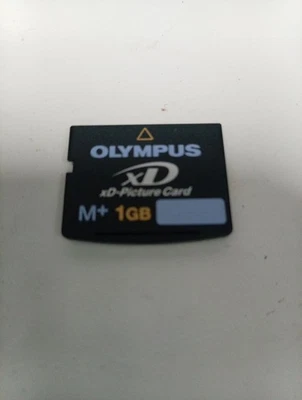 OLYMPUS
xD
xD-Picture Card
M+ 1GB